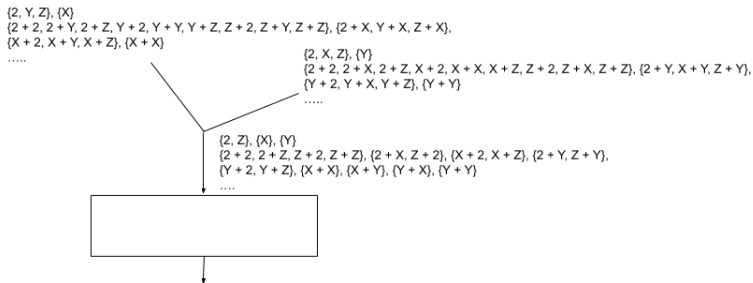 {2, Y, Z}, {X}
{2 + 2, 2 + Y, 2 + Z, Y + 2, Y + Y, Y + Z, Z + 2, Z + Y, Z + Z}, {2 + X, Y + X, Z + X},
{X + 2, X + Y, X + Z}, {X + X}
.....
{2, X, Z}, {Y}
{2 + 2, 2 + X, 2 + Z, X + 2, X + X, X + Z, Z + 2, Z + X, Z + Z}, {2 + Y, X + Y, Z + Y},
{Y + 2, Y + X, Y + Z}, {Y + Y}
.....
{2, Z}, {X}, {Y}
{2 + 2, 2 + Z, Z + 2, Z + Z}, {2 + X, Z + 2}, {X + 2, X + Z}, {2 + Y, Z + Y},
{Y + 2, Y + Z}, {X + X}, {X + Y}, {Y + X}, {Y + Y}
....